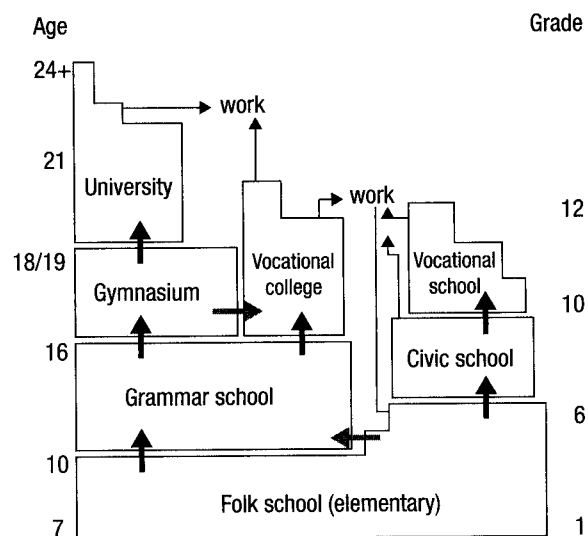 Age
Grade
24+
work
21
University
work
12
18/19
Vocational
college
Vocational
school
Gymnasium
10
16
Civic school
Grammar school
6
10
Folk school (elementary)
7
1